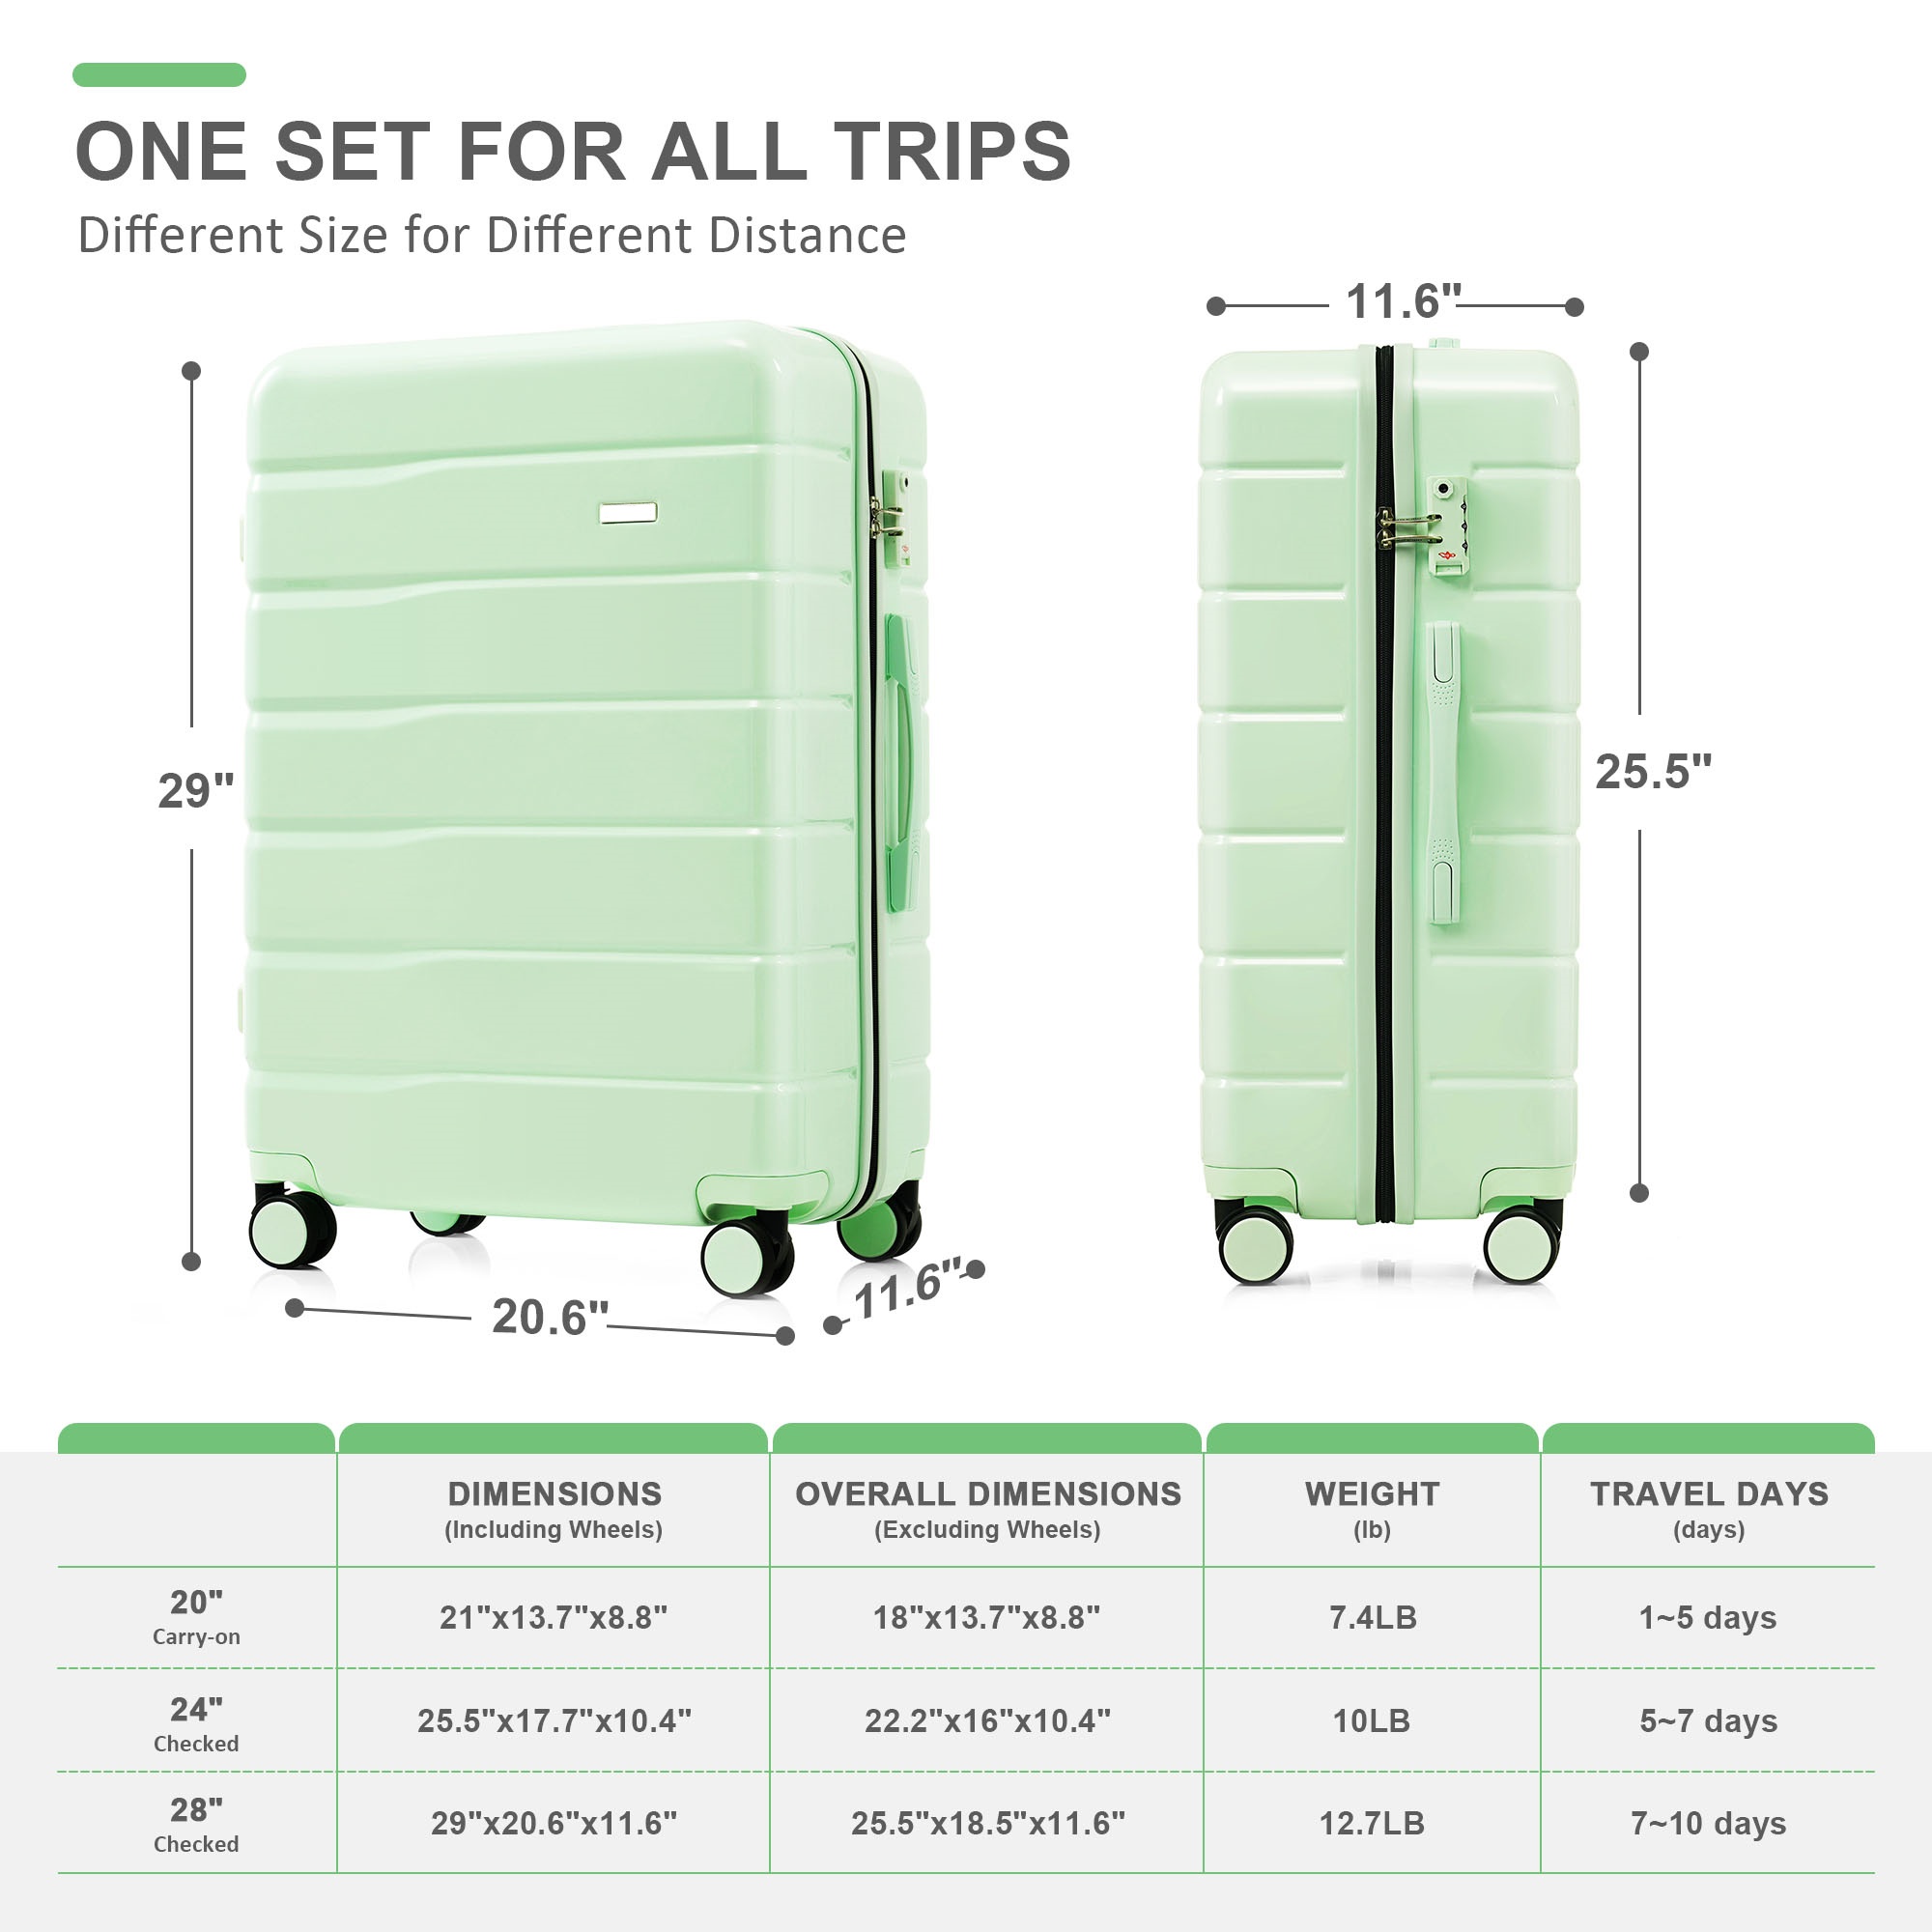 ONE SET FOR ALL TRIPS
Different Size for Different Distance
11.6"
29"
25.5"
20.6"
11.6"
DIMENSIONS
(Including Wheels)
OVERALL DIMENSIONS
(Excluding Wheels)
WEIGHT
(lb)
TRAVEL DAYS
(days)
20"
Carry-on
21"x13.7"x8.8"
18"x13.7"x8.8"
7.4LB
1~5 days
24"
Checked
25.5"x17.7"x10.4"
22.2"x16"x10.4"
10LB
5~7 days
28"
Checked
29"x20.6"x11.6"
25.5"x18.5"x11.6"
12.7LB
7~10 days